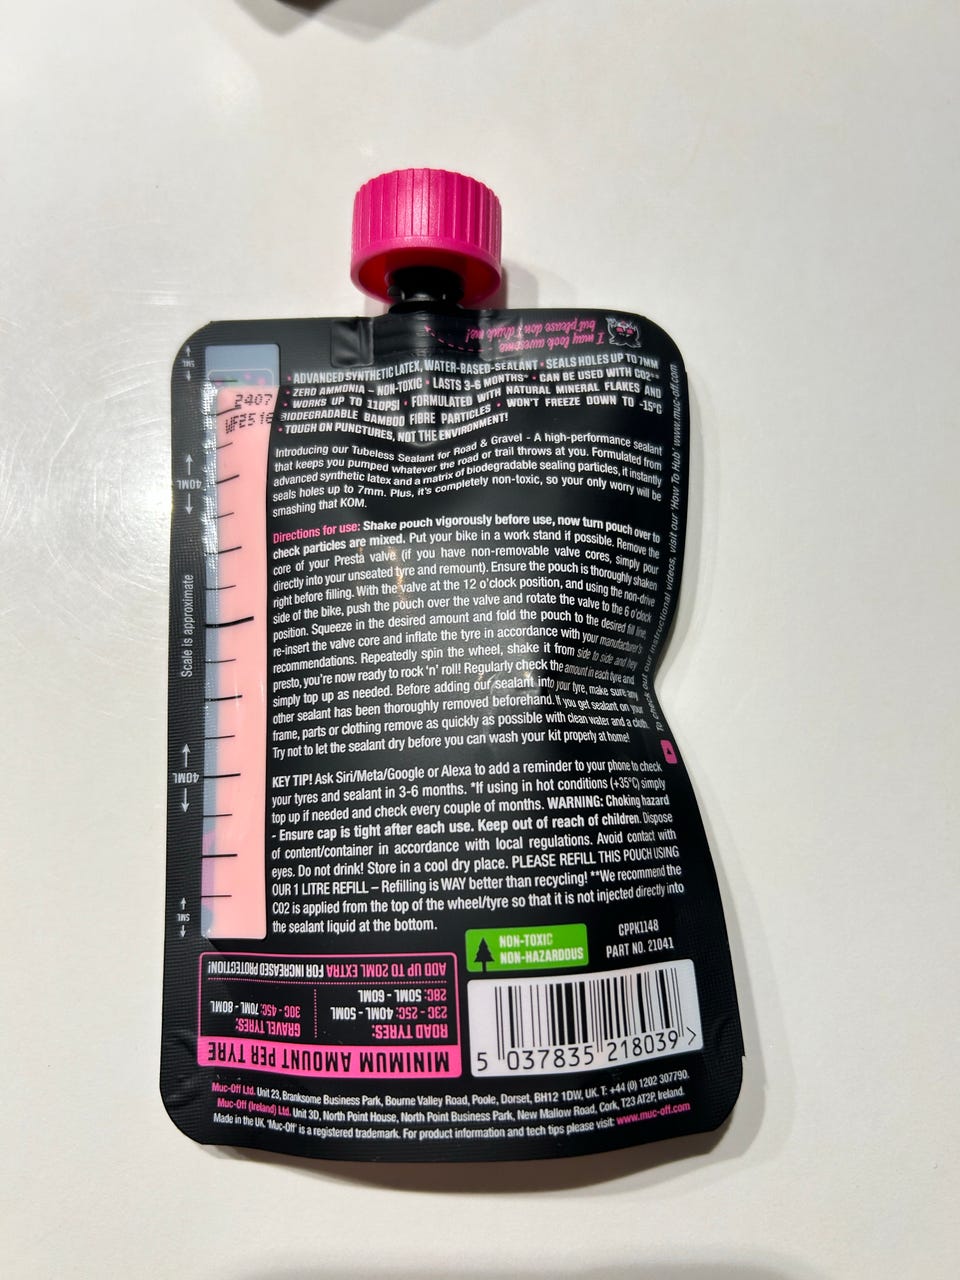 I may look awesome,
but please don't drink me!
• ADVANCED SYNTHETIC LATEX, WATER-BASED-SEALANT • SEALS HOLES UP TO 7MM
• ZERO AMMONIA – NON-TOXIC • LASTS 3-6 MONTHS* • CAN BE USED WITH CO2**
• WORKS UP TO 110PSI • FORMULATED WITH NATURAL MINERAL FLAKES AND
BIODEGRADABLE BAMBOO FIBRE PARTICLES • WON'T FREEZE DOWN TO -15°C
• TOUGH ON PUNCTURES, NOT THE ENVIRONMENT!
Introducing our Tubeless Sealant for Road & Gravel - A high-performance sealant
that keeps you pumped whatever the road or trail throws at you. Formulated from
advanced synthetic latex and a matrix of biodegradable sealing particles, it instantly
seals holes up to 7mm. Plus, it's completely non-toxic, so your only worry will be
smashing that KOM.
Directions for use: Shake pouch vigorously before use, now turn pouch over to
check particles are mixed. Put your bike in a work stand if possible. Remove the
core of your Presta valve (if you have non-removable valve cores, simply pour
directly into your unseated tyre and remount). Ensure the pouch is thoroughly shaken
right before filling. With the valve at the 12 o'clock position, and using the non-drive
side of the bike, push the pouch over the valve and rotate the valve to the 6 o'clock
position. Squeeze in the desired amount and fold the pouch to the desired fill line,
re-insert the valve core and inflate the tyre in accordance with your manufacturer's
recommendations. Repeatedly spin the wheel, shake it from side to side and hey
presto, you're now ready to rock 'n' roll! Regularly check the amount in each tyre and
simply top up as needed. Before adding our sealant into your tyre, make sure any
other sealant has been thoroughly removed beforehand. If you get sealant on your
frame, parts or clothing remove as quickly as possible with clean water and a cloth.
Try not to let the sealant dry before you can wash your kit properly at home!
KEY TIP! Ask Siri/Meta/Google or Alexa to add a reminder to your phone to check
your tyres and sealant in 3-6 months. *If using in hot conditions (+35°C) simply
top up if needed and check every couple of months. WARNING: Choking hazard
- Ensure cap is tight after each use. Keep out of reach of children. Dispose
of content/container in accordance with local regulations. Avoid contact with
eyes. Do not drink! Store in a cool dry place. PLEASE REFILL THIS POUCH USING
OUR 1 LITRE REFILL – Refilling is WAY better than recycling! **We recommend the
CO2 is applied from the top of the wheel/tyre so that it is not injected directly into
the sealant liquid at the bottom.
To check out our instructional videos, visit our 'How To Hub' www.muc-off.com
5ML
2407
40ML
Scale is approximate
40ML
5ML
NON-TOXIC
NON-HAZARDOUS
CPPK1148
PART NO. 21041
5 037835 218039 >
MINIMUM AMOUNT PER TYRE
ROAD TYRES:
23C - 25C: 40ML - 50ML
28C: 50ML - 60ML
GRAVEL TYRES:
30C - 45C: 70ML - 80ML
ADD UP TO 20ML EXTRA FOR INCREASED PROTECTION!
Muc-Off Ltd. Unit 23, Branksome Business Park, Bourne Valley Road, Poole, Dorset, BH12 1DW, UK. T: +44 (0) 1202 307790.
Muc-Off (Ireland) Ltd. Unit 3D, North Point House, North Point Business Park, New Mallow Road, Cork, T23 AT2P, Ireland.
Made in the UK. 'Muc-Off' is a registered trademark. For product information and tech tips please visit: www.muc-off.com